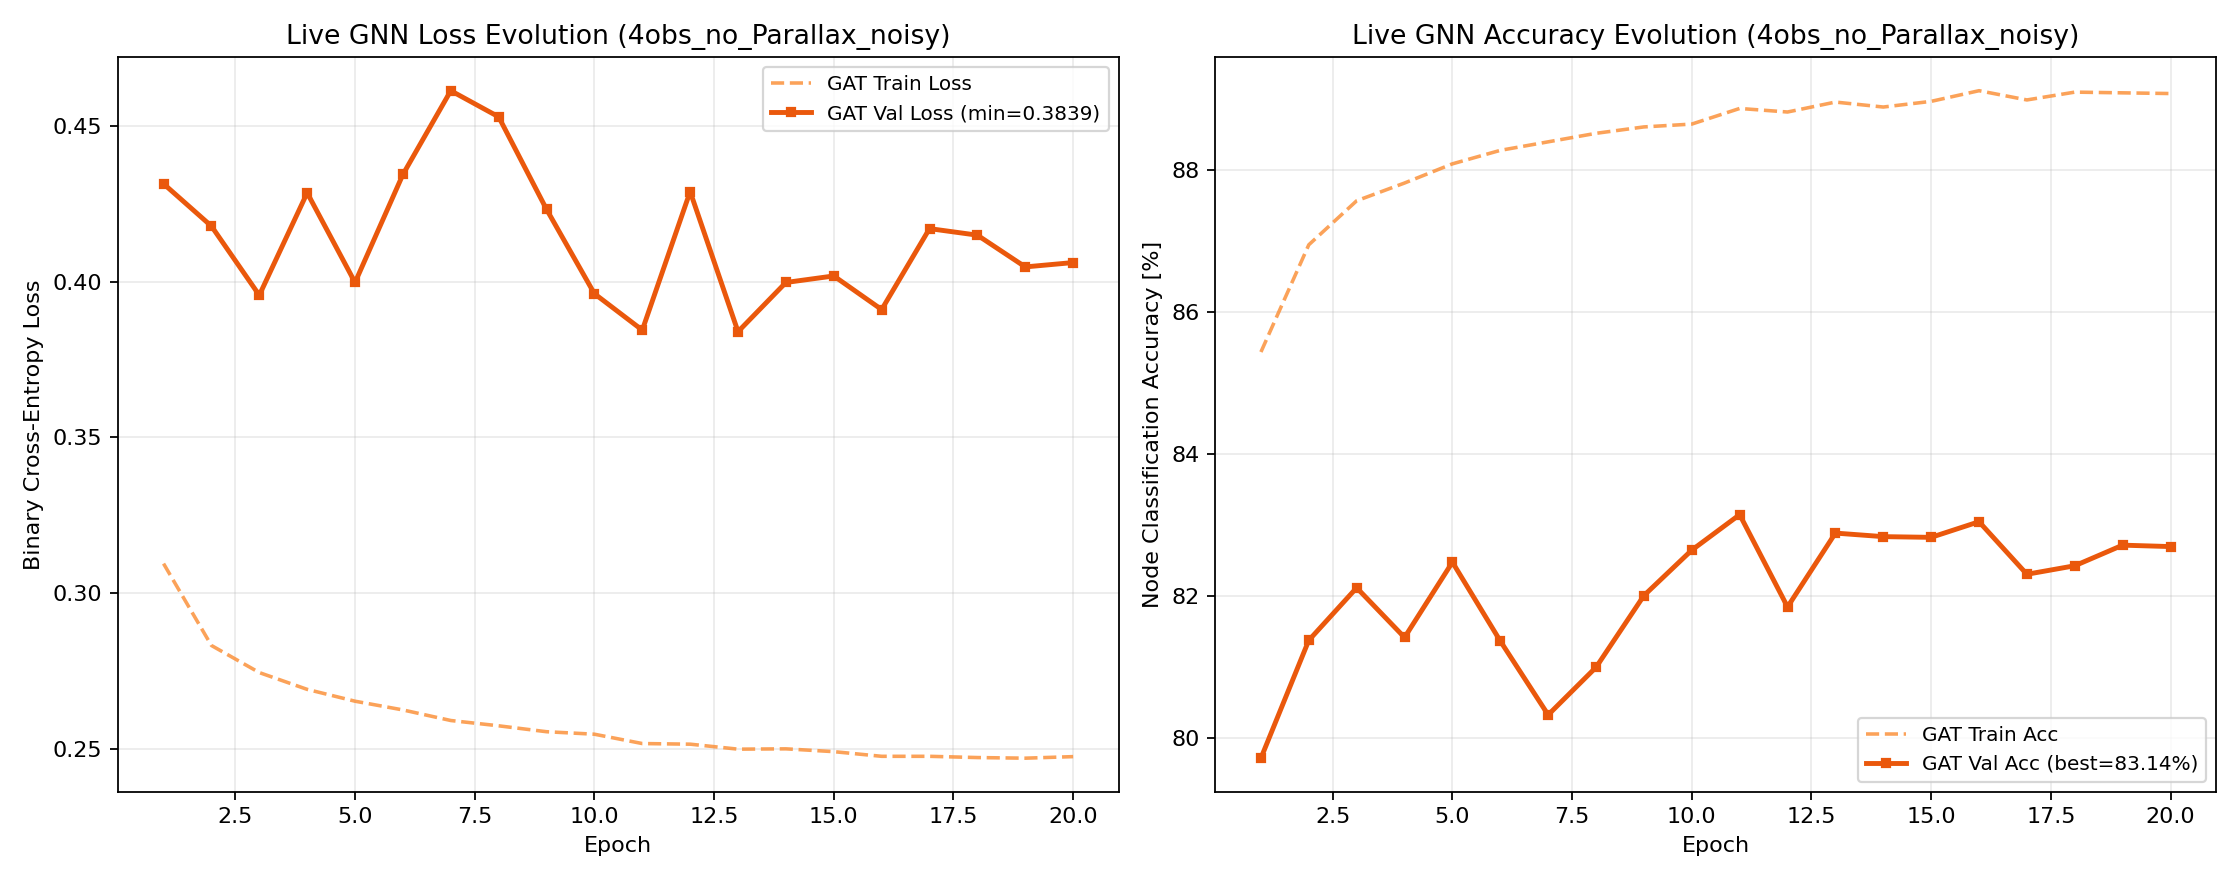 Live GNN Loss Evolution (4obs_no_Parallax_noisy)
GAT Train Loss
GAT Val Loss (min=0.3839)
Binary Cross-Entropy Loss
0.45
0.40
0.35
0.30
0.25
2.5 5.0 7.5 10.0 12.5 15.0 17.5 20.0
Epoch
Live GNN Accuracy Evolution (4obs_no_Parallax_noisy)
Node Classification Accuracy [%]
88
86
84
82
80
GAT Train Acc
GAT Val Acc (best=83.14%)
2.5 5.0 7.5 10.0 12.5 15.0 17.5 20.0
Epoch